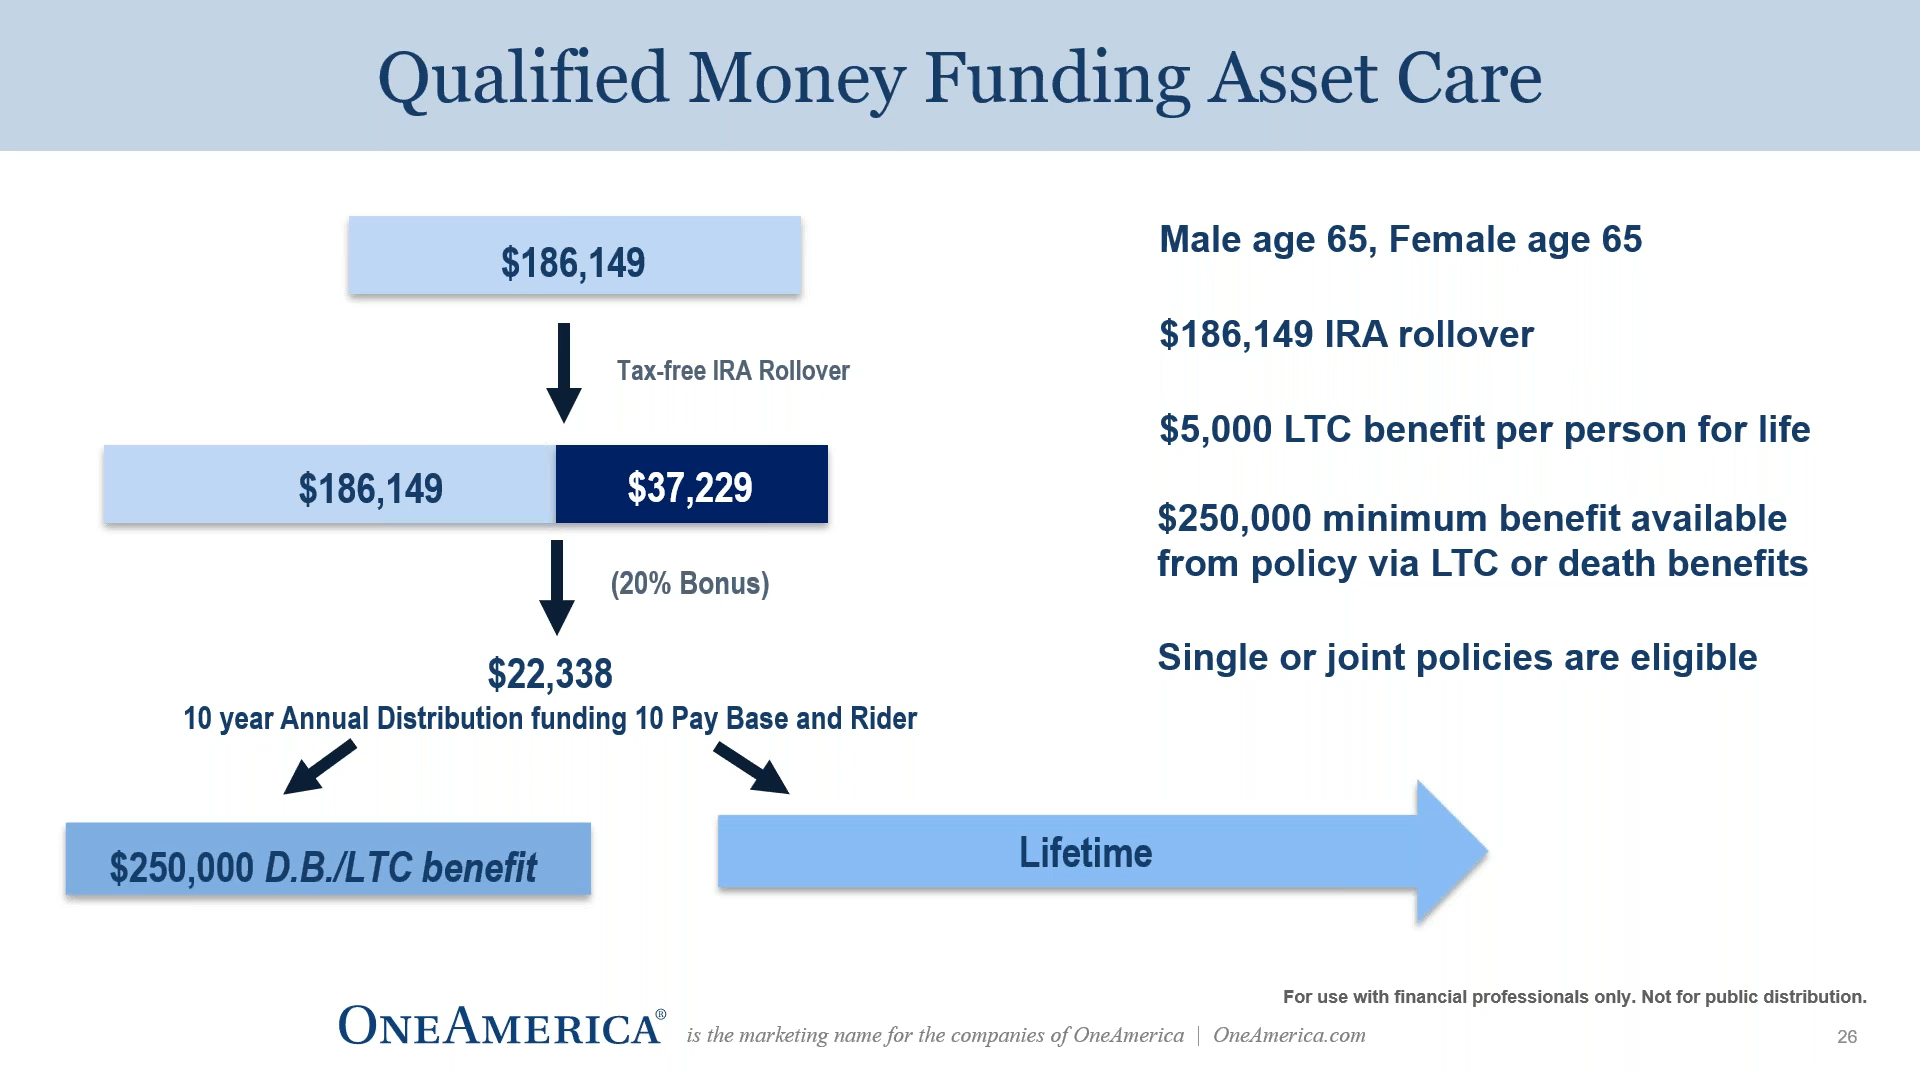 Qualified Money Funding Asset Care
$186,149
Tax-free IRA Rollover
$186,149
$37,229
(20% Bonus)
$22,338
10 year Annual Distribution funding 10 Pay Base and Rider
$250,000 D.B./LTC benefit
Lifetime
Male age 65, Female age 65
$186,149 IRA rollover
$5,000 LTC benefit per person for life
$250,000 minimum benefit available
from policy via LTC or death benefits
Single or joint policies are eligible
For use with financial professionals only. Not for public distribution.
ONEAMERICA® is the marketing name for the companies of OneAmerica | OneAmerica.com
26